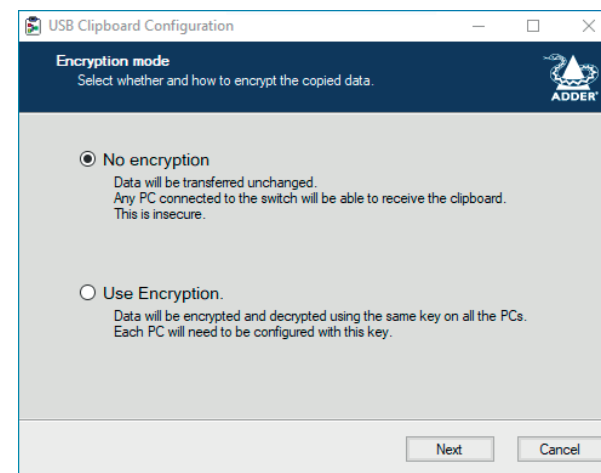 USB Clipboard Configuration
Encryption mode
Select whether and how to encrypt the copied data.
ADDER
No encryption
Data will be transferred unchanged.
Any PC connected to the switch will be able to receive the clipboard.
This is insecure.
Use Encryption.
Data will be encrypted and decrypted using the same key on all the PCs.
Each PC will need to be configured with this key.
Next
Cancel